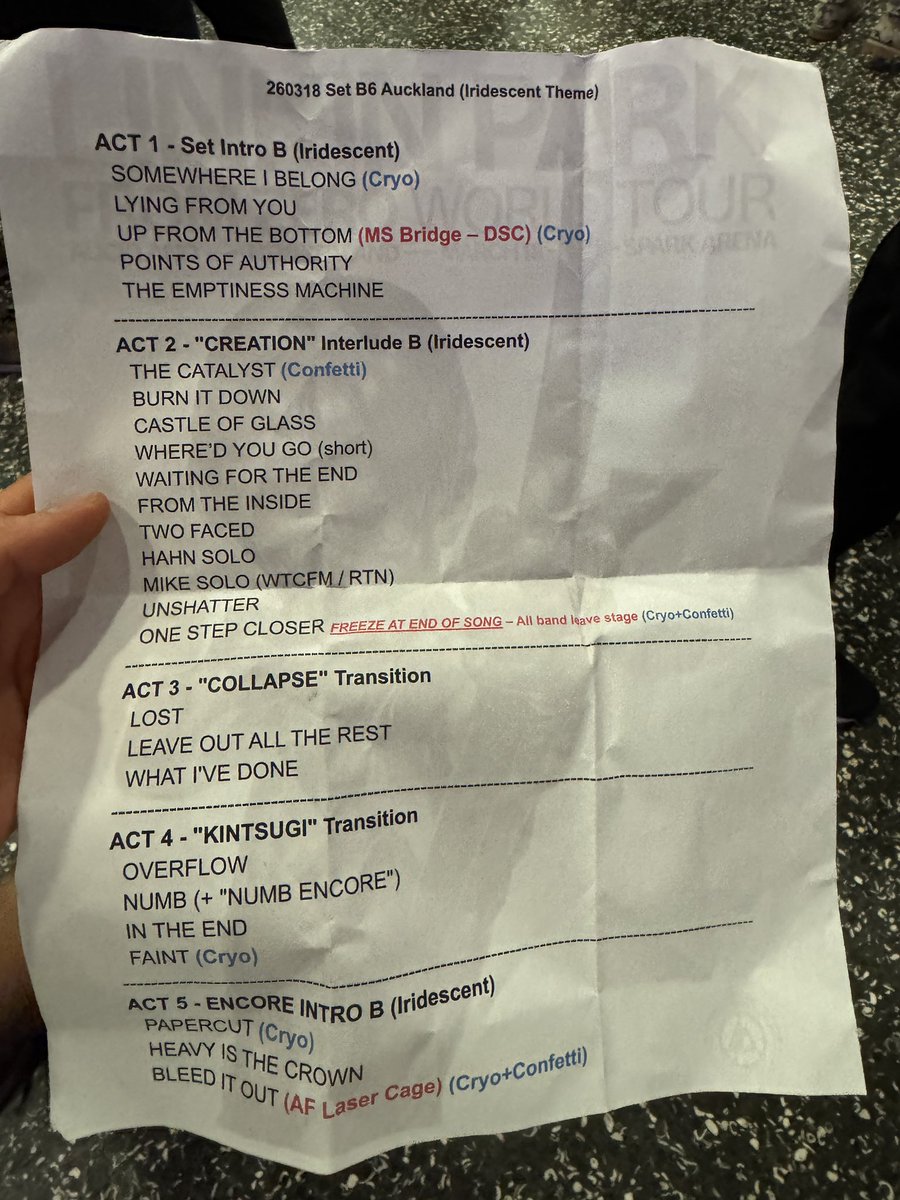 260318 Set B6 Auckland (Iridescent Theme)
ACT 1 - Set Intro B (Iridescent)
SOMEWHERE I BELONG (Cryo)
LYING FROM YOU
UP FROM THE BOTTOM (MS Bridge – DSC) (Cryo)
POINTS OF AUTHORITY
THE EMPTINESS MACHINE
ACT 2 - "CREATION" Interlude B (Iridescent)
THE CATALYST (Confetti)
BURN IT DOWN
CASTLE OF GLASS
WHERE'D YOU GO (short)
WAITING FOR THE END
FROM THE INSIDE
TWO FACED
HAHN SOLO
MIKE SOLO (WTCFM / RTN)
UNSHATTER
ONE STEP CLOSER FREEZE AT END OF SONG – All band leave stage (Cryo+Confetti)
ACT 3 - "COLLAPSE" Transition
LOST
LEAVE OUT ALL THE REST
WHAT I'VE DONE
ACT 4 - "KINTSUGI" Transition
OVERFLOW
NUMB (+ "NUMB ENCORE")
IN THE END
FAINT (Cryo)
ACT 5 - ENCORE INTRO B (Iridescent)
PAPERCUT (Cryo)
HEAVY IS THE CROWN
BLEED IT OUT (AF Laser Cage) (Cryo+Confetti)
LINKIN PARK
WORLD TOUR
SPARK ARENA